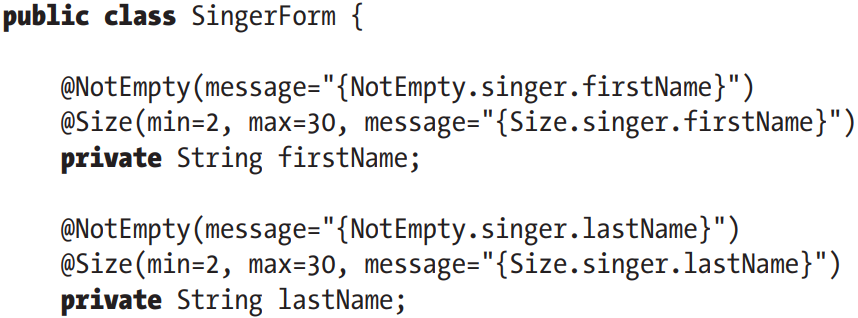 public class SingerForm {
@NotEmpty(message="{NotEmpty.singer.firstName}")
@Size(min=2, max=30, message="{Size.singer.firstName}")
private String firstName;
@NotEmpty(message="{NotEmpty.singer.lastName}")
@Size(min=2, max=30, message="{Size.singer.lastName}")
private String lastName;